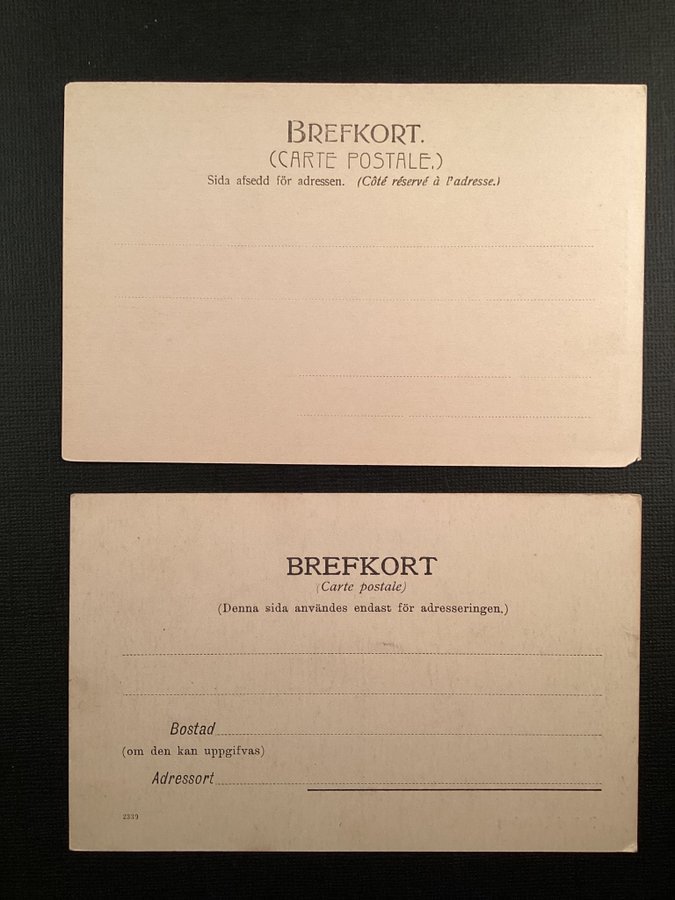 BREFKORT.
(CARTE POSTALE.)
Sida afsedd för adressen. (Côté réservé à l'adresse.)
BREFKORT
(Carte postale)
(Denna sida användes endast för adresseringen.)
Bostad
(om den kan uppgifvas)
Adressort
2339